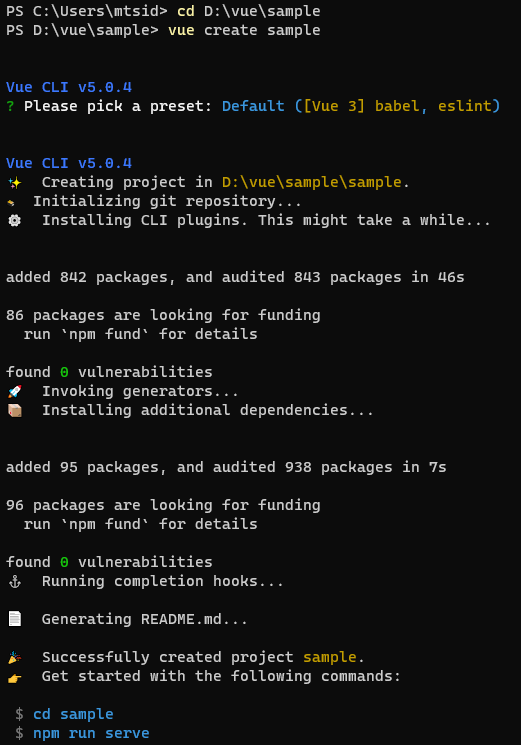 PS C:\Users\mtsid> cd D:\vue\sample
PS D:\vue\sample> vue create sample
Vue CLI v5.0.4
? Please pick a preset: Default ([Vue 3] babel, eslint)
Vue CLI v5.0.4
✨  Creating project in D:\vue\sample\sample.
🗃  Initializing git repository...
⚙️  Installing CLI plugins. This might take a while...
added 842 packages, and audited 843 packages in 46s
86 packages are looking for funding
  run `npm fund` for details
found 0 vulnerabilities
🚀  Invoking generators...
📦  Installing additional dependencies...
added 95 packages, and audited 938 packages in 7s
96 packages are looking for funding
  run `npm fund` for details
found 0 vulnerabilities
⚓  Running completion hooks...
📄  Generating README.md...
🎉  Successfully created project sample.
👉  Get started with the following commands:
 $ cd sample
 $ npm run serve